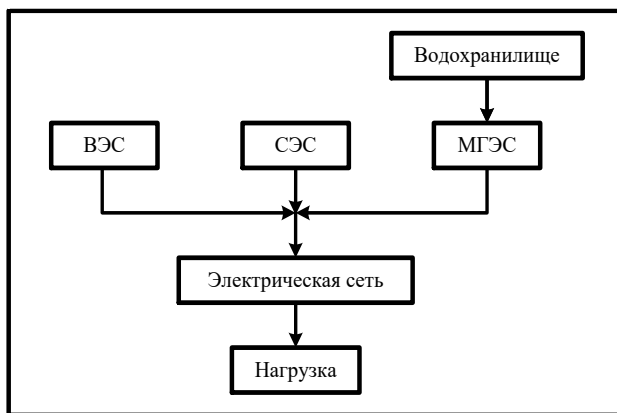 Водохранилище
ВЭС
СЭС
МГЭС
Электрическая сеть
Нагрузка